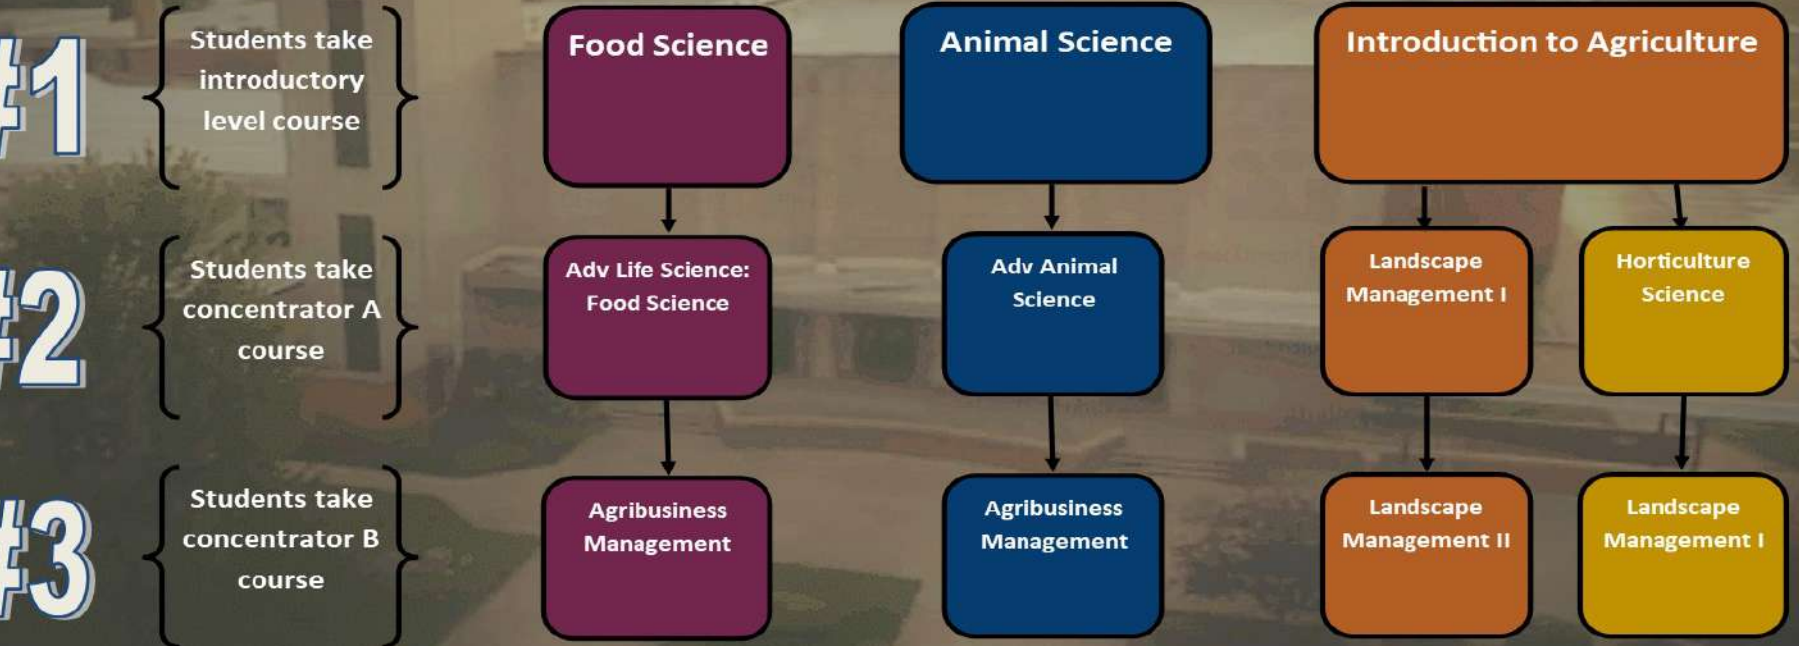 #1
Students take
introductory
level course
Food Science
Animal Science
Introduction to Agriculture
#2
Students take
concentrator A
course
Adv Life Science:
Food Science
Adv Animal
Science
Landscape
Management I
Horticulture
Science
#3
Students take
concentrator B
course
Agribusiness
Management
Agribusiness
Management
Landscape
Management II
Landscape
Management I